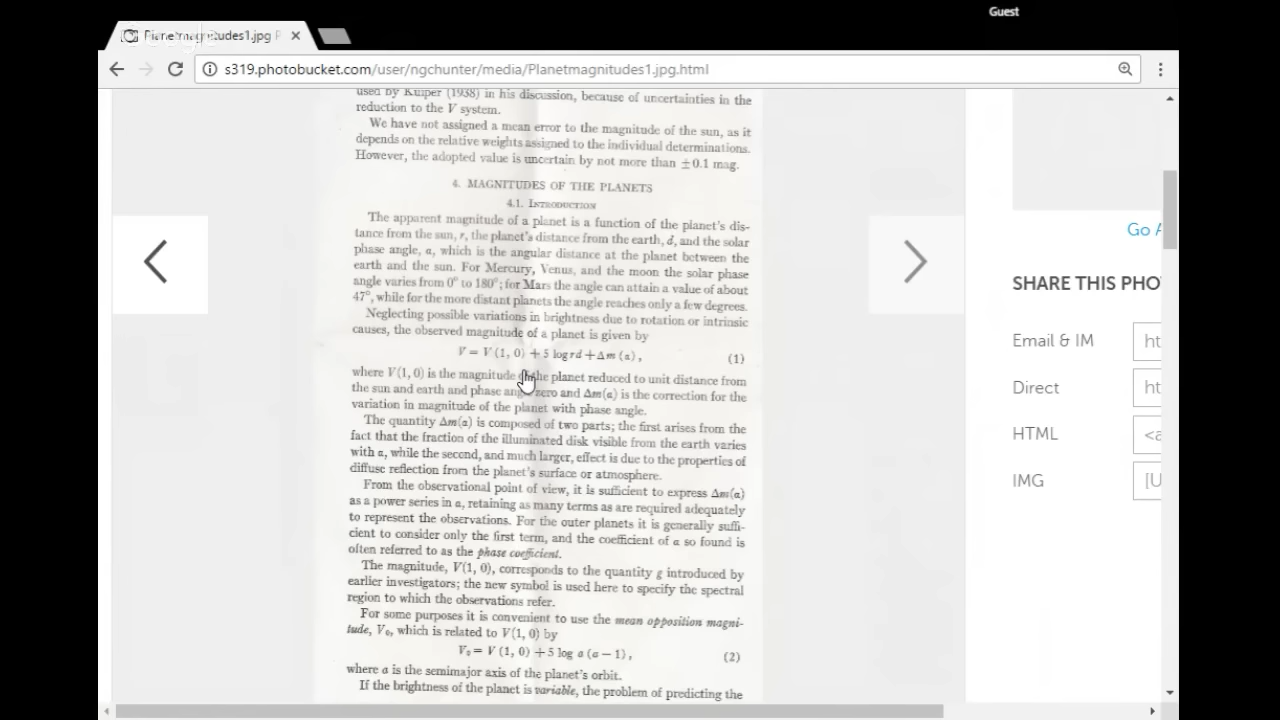 Guest
Planetmagnitudes1.jpg P
s319.photobucket.com/user/ngchunter/media/Planetmagnitudes1.jpg.html
used by Kuiper (1938) in his discussion, because of uncertainties in the
reduction to the V system.
We have not assigned a mean error to the magnitude of the sun, as it
depends on the relative weights assigned to the individual determinations.
However, the adopted value is uncertain by not more than ±0.1 mag.
4. MAGNITUDES OF THE PLANETS
4.1. INTRODUCTION
The apparent magnitude of a planet is a function of the planet's dis-
tance from the sun, r, the planet's distance from the earth, d, and the solar
phase angle, α, which is the angular distance at the planet between the
earth and the sun. For Mercury, Venus, and the moon the solar phase
angle varies from 0° to 180°; for Mars the angle can attain a value of about
47°, while for the more distant planets the angle reaches only a few degrees.
Neglecting possible variations in brightness due to rotation or intrinsic
causes, the observed magnitude of a planet is given by
V = V (1, 0) + 5 log rd + Δm (α) , (1)
where V(1, 0) is the magnitude the planet reduced to unit distance from
the sun and earth and phase angle zero and Δm(α) is the correction for the
variation in magnitude of the planet with phase angle.
The quantity Δm(α) is composed of two parts; the first arises from the
fact that the fraction of the illuminated disk visible from the earth varies
with α, while the second, and much larger, effect is due to the properties of
diffuse reflection from the planet's surface or atmosphere.
From the observational point of view, it is sufficient to express Δm(α)
as a power series in α, retaining as many terms as are required adequately
to represent the observations. For the outer planets it is generally suffi-
cient to consider only the first term, and the coefficient of α so found is
often referred to as the phase coefficient.
The magnitude, V(1, 0), corresponds to the quantity g introduced by
earlier investigators; the new symbol is used here to specify the spectral
region to which the observations refer.
For some purposes it is convenient to use the mean opposition magni-
tude, V₀, which is related to V(1, 0) by
V₀ = V (1, 0) + 5 log a (a − 1) , (2)
where a is the semimajor axis of the planet's orbit.
If the brightness of the planet is variable, the problem of predicting the
Go A
SHARE THIS PHO
Email & IM ht
Direct ht
HTML <a
IMG [U